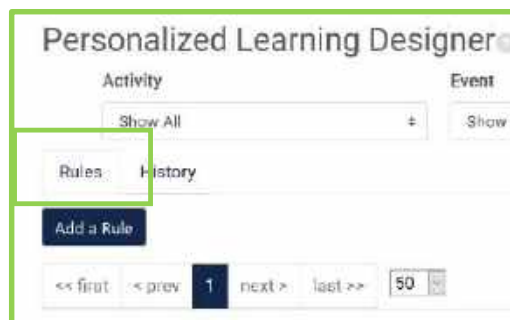 Personalized Learning Designer
Activity Event
Show All Show
Rules History
Add a Rule
<< first < prev 1 next > last >> 50